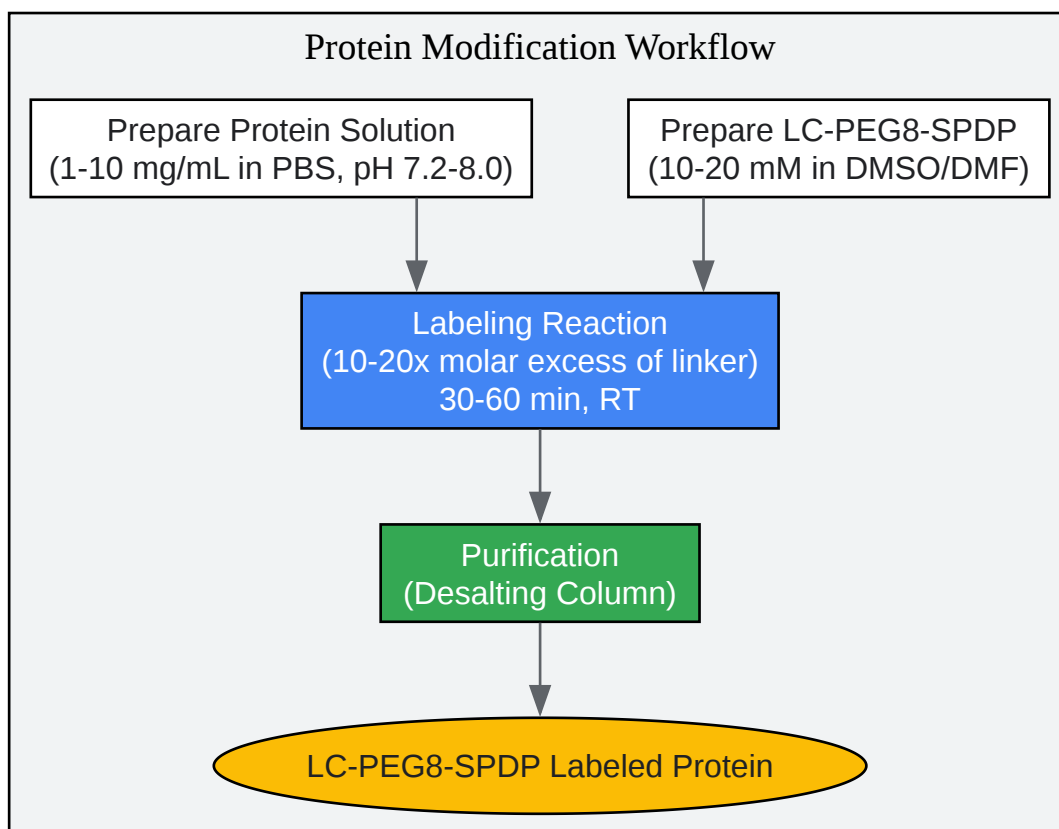 Protein Modification Workflow
Prepare Protein Solution
(1-10 mg/mL in PBS, pH 7.2-8.0)
Prepare LC-PEG8-SPDP
(10-20 mM in DMSO/DMF)
Labeling Reaction
(10-20x molar excess of linker)
30-60 min, RT
Purification
(Desalting Column)
LC-PEG8-SPDP Labeled Protein